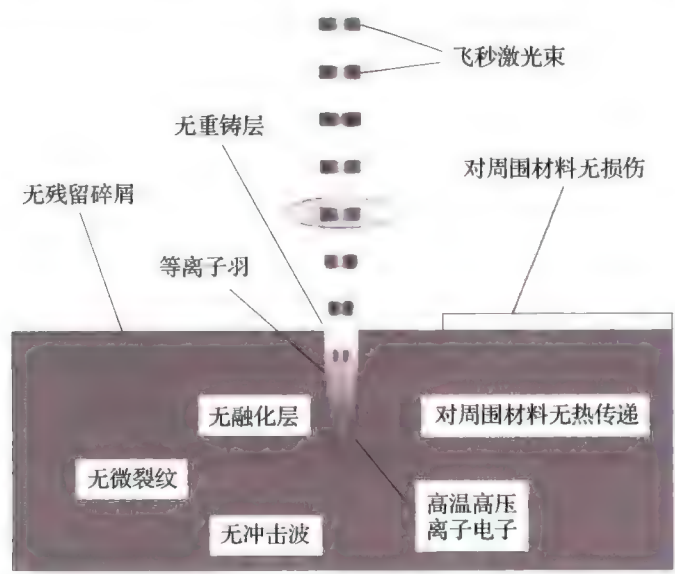 飞秒激光束
无重铸层
对周围材料无损伤
无残留碎屑
等离子羽
无融化层
对周围材料无热传递
无微裂纹
高温高压
离子电子
无冲击波